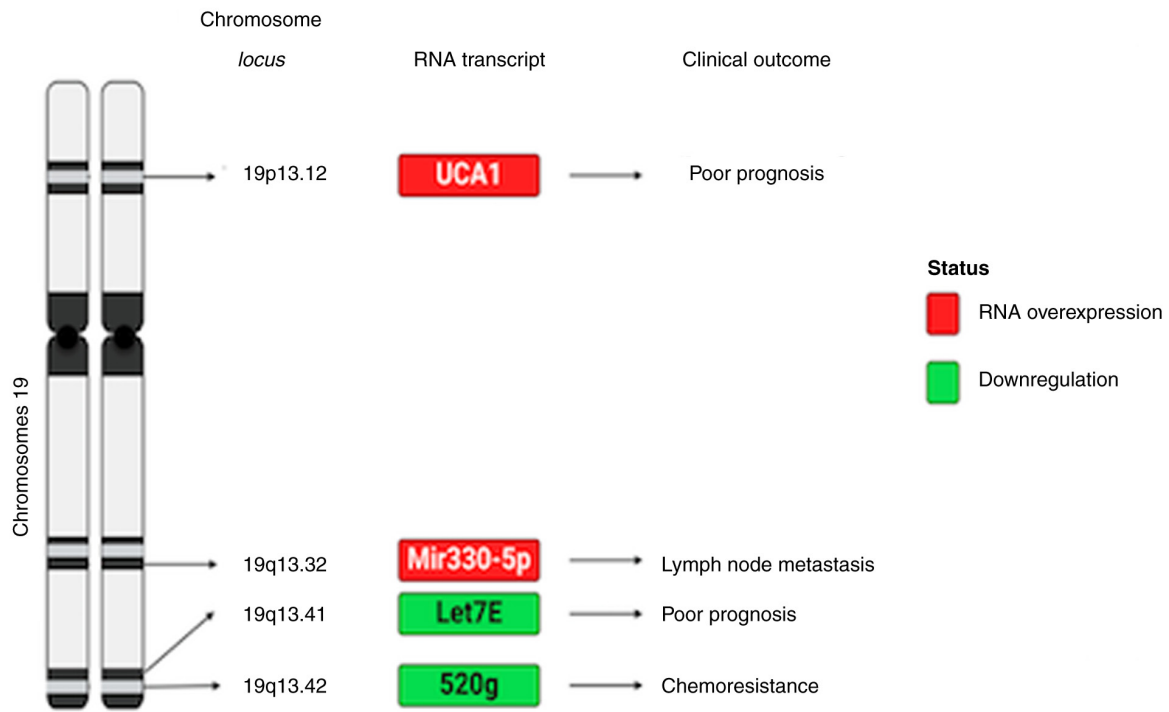 Chromosome
locus
RNA transcript
Clinical outcome
19p13.12
UCA1
Poor prognosis
Status
RNA overexpression
Downregulation
Chromosomes 19
19q13.32
Mir330-5p
Lymph node metastasis
19q13.41
Let7E
Poor prognosis
19q13.42
520g
Chemoresistance